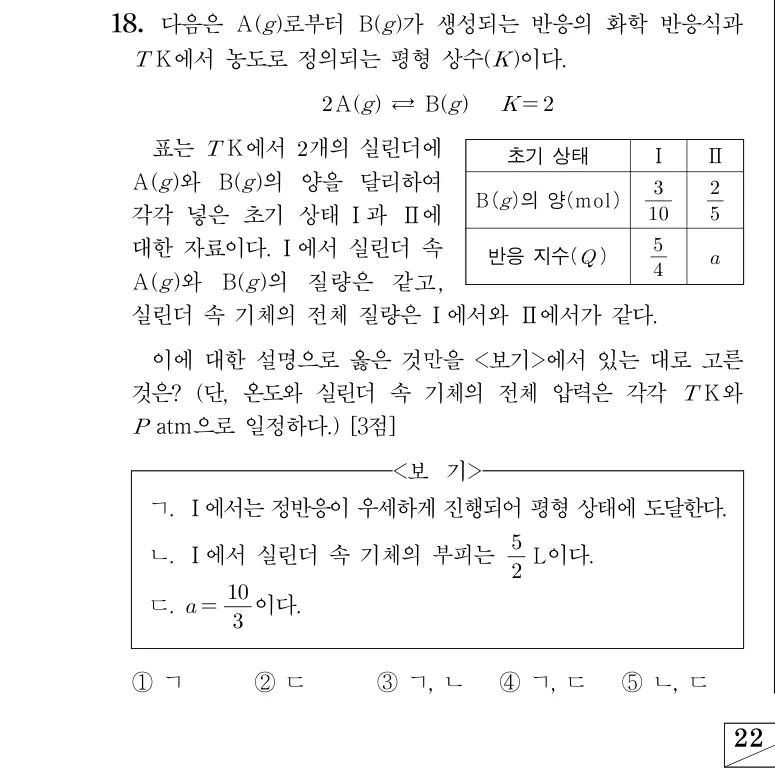 18. 다음은 A(g)로부터 B(g)가 생성되는 반응의 화학 반응식과
T K에서 농도로 정의되는 평형 상수(K)이다.
2A(g) ⇄ B(g) K=2
표는 T K에서 2개의 실린더에
A(g)와 B(g)의 양을 달리하여
각각 넣은 초기 상태 Ⅰ과 Ⅱ에
대한 자료이다. Ⅰ에서 실린더 속
A(g)와 B(g)의 질량은 같고,
초기 상태 Ⅰ Ⅱ
B(g)의 양(mol) 3/10 2/5
반응 지수(Q) 5/4 a
실린더 속 기체의 전체 질량은 Ⅰ에서와 Ⅱ에서가 같다.
이에 대한 설명으로 옳은 것만을 <보기>에서 있는 대로 고른
것은? (단, 온도와 실린더 속 기체의 전체 압력은 각각 T K와
P atm으로 일정하다.) [3점]
<보 기>
ㄱ. Ⅰ에서는 정반응이 우세하게 진행되어 평형 상태에 도달한다.
ㄴ. Ⅰ에서 실린더 속 기체의 부피는 5/2 L이다.
ㄷ. a = 10/3 이다.
① ㄱ ② ㄷ ③ ㄱ, ㄴ ④ ㄱ, ㄷ ⑤ ㄴ, ㄷ
22